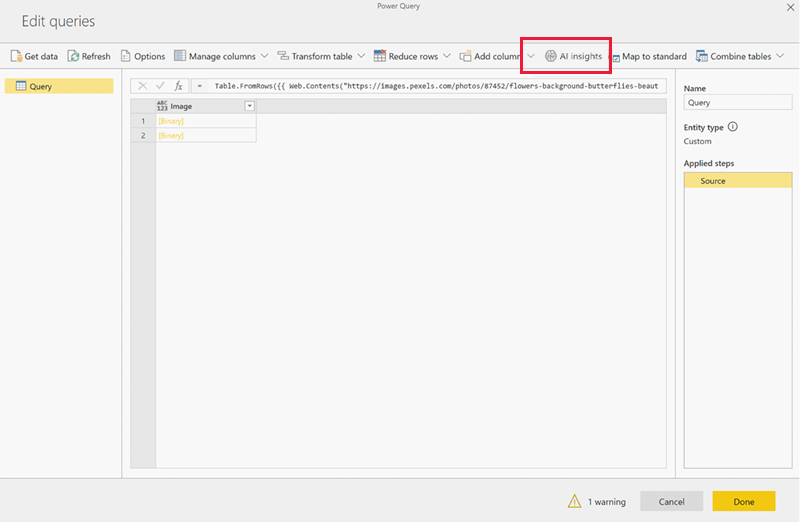 Power Query
Edit queries
Get data Refresh Options Manage columns Transform table Reduce rows Add column AI insights Map to standard Combine tables
Query
fx = Table.FromRows({{ Web.Contents("https://images.pexels.com/photos/87452/flowers-background-butterflies-beaut
ABC 123 Image
1 [Binary]
2 [Binary]
Name
Query
Entity type
Custom
Applied steps
Source
1 warning Cancel Done